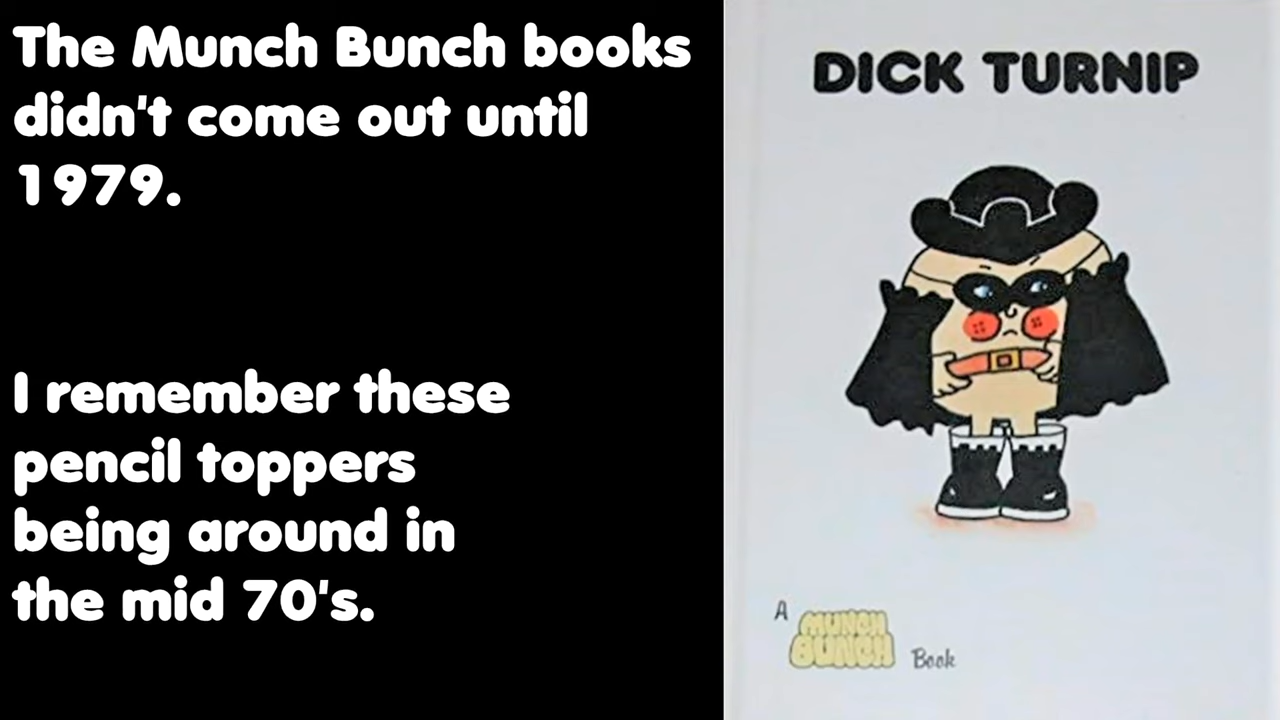 The Munch Bunch books
didn't come out until
1979.
I remember these
pencil toppers
being around in
the mid 70's.
DICK TURNIP
A MUNCH
BUNCH Book